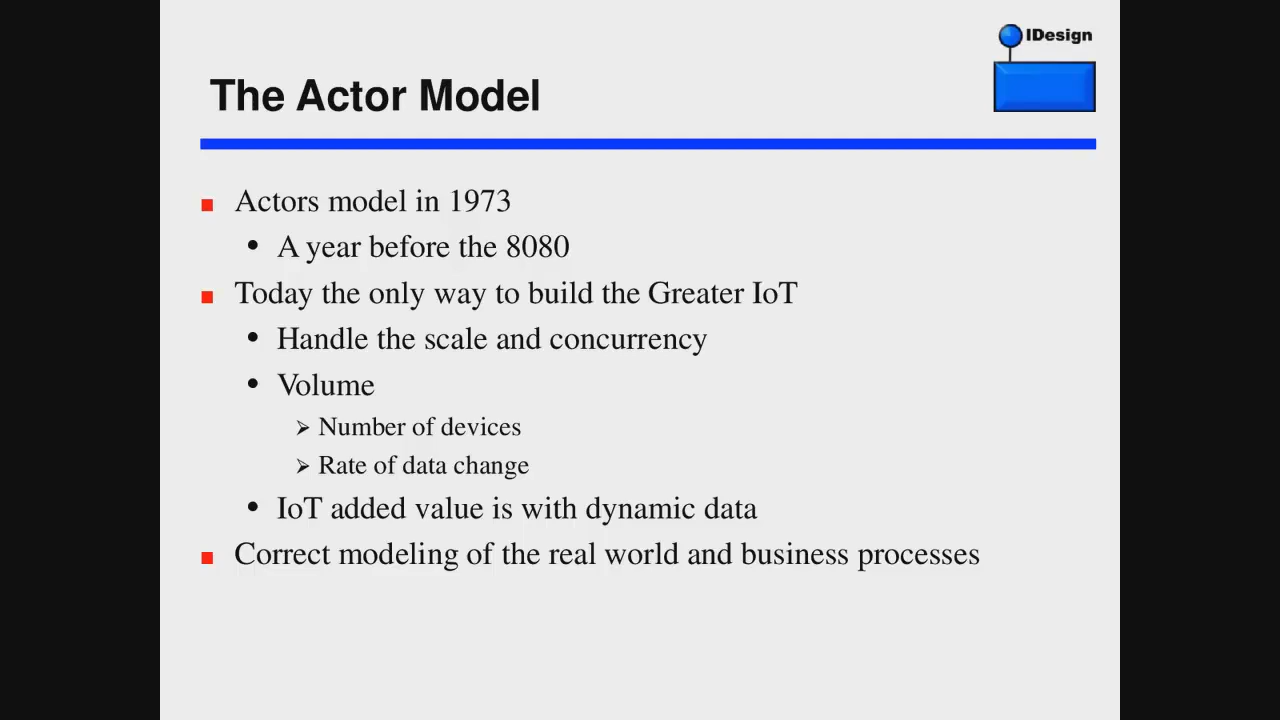 IDesign
The Actor Model
Actors model in 1973
A year before the 8080
Today the only way to build the Greater IoT
Handle the scale and concurrency
Volume
Number of devices
Rate of data change
IoT added value is with dynamic data
Correct modeling of the real world and business processes